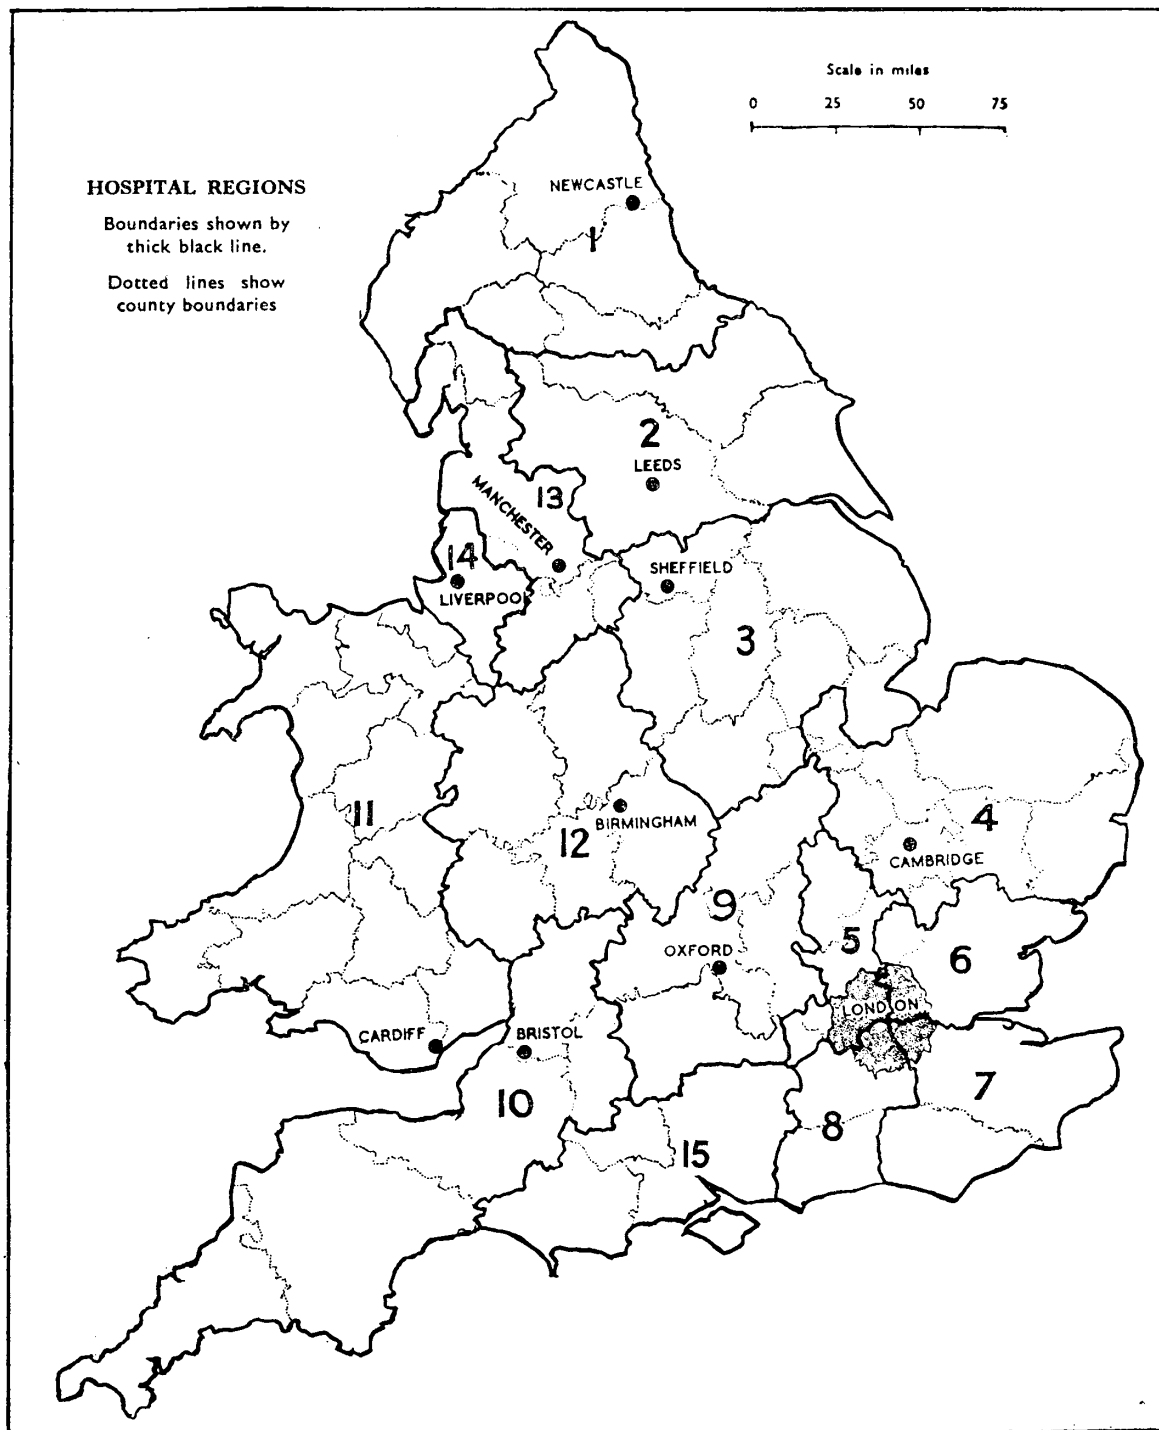 Scale in miles
0 25 50 75
HOSPITAL REGIONS
Boundaries shown by
thick black line.
Dotted lines show
county boundaries
NEWCASTLE
1
2
LEEDS
13
MANCHESTER
14
LIVERPOOL
SHEFFIELD
3
11
12
BIRMINGHAM
4
CAMBRIDGE
9
OXFORD
5
6
LONDON
CARDIFF
BRISTOL
10
7
8
15